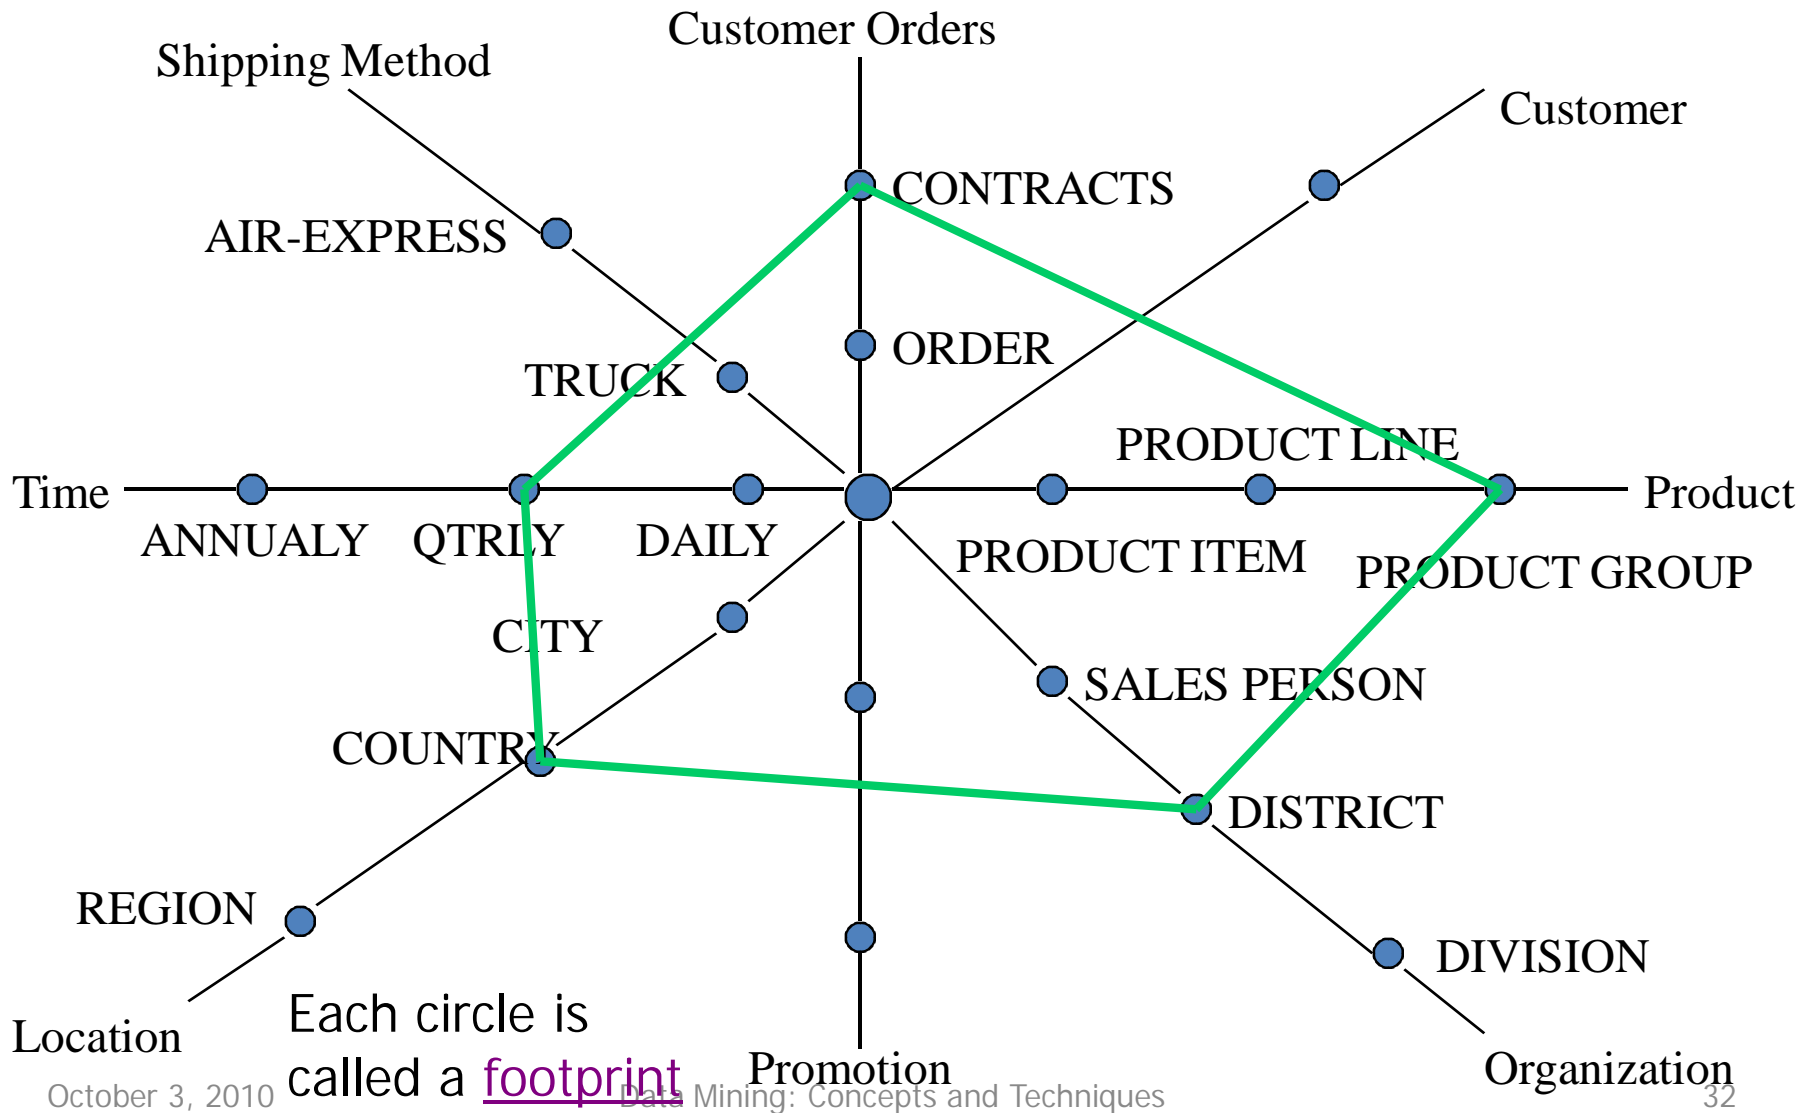 Customer Orders
Shipping Method
Customer
CONTRACTS
AIR-EXPRESS
ORDER
TRUCK
PRODUCT LINE
Time
Product
ANNUALY
QTRLY
DAILY
PRODUCT ITEM
PRODUCT GROUP
CITY
SALES PERSON
COUNTRY
DISTRICT
REGION
DIVISION
Each circle is
called a footprint
Location
Promotion
Organization
October 3, 2010
Data Mining: Concepts and Techniques
32